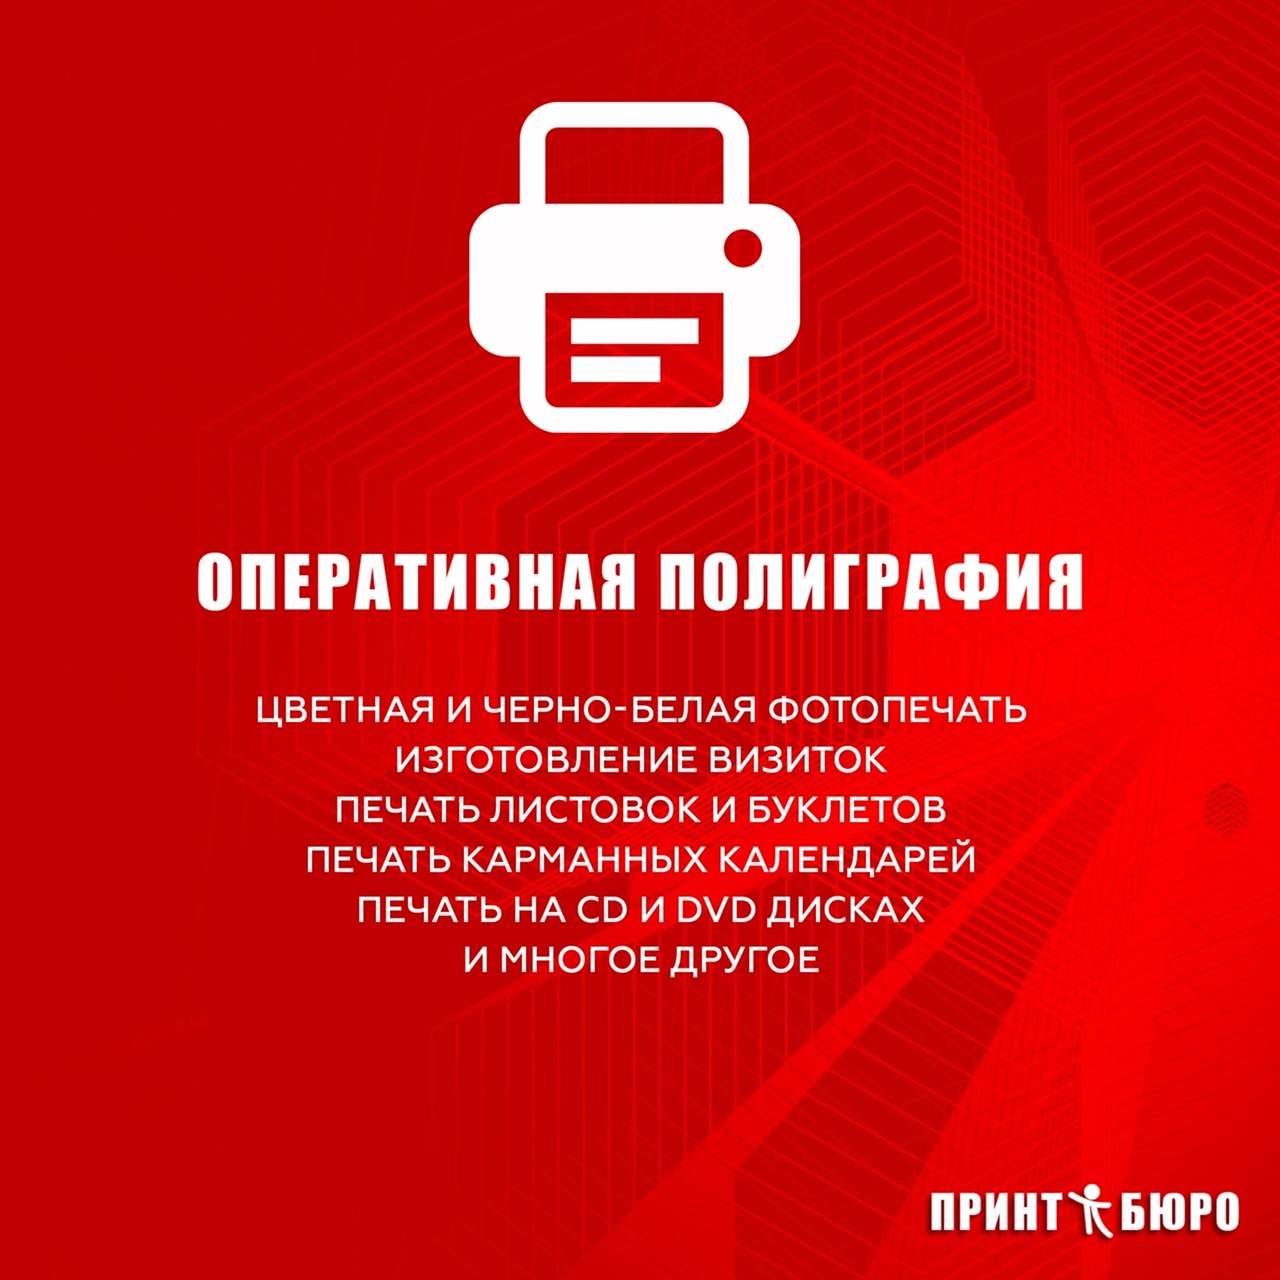 ОПЕРАТИВНАЯ ПОЛИГРАФИЯ
ЦВЕТНАЯ И ЧЕРНО-БЕЛАЯ ФОТОПЕЧАТЬ
ИЗГОТОВЛЕНИЕ ВИЗИТОК
ПЕЧАТЬ ЛИСТОВОК И БУКЛЕТОВ
ПЕЧАТЬ КАРМАННЫХ КАЛЕНДАРЕЙ
ПЕЧАТЬ НА CD И DVD ДИСКАХ
И МНОГОЕ ДРУГОЕ
ПРИНТ БЮРО